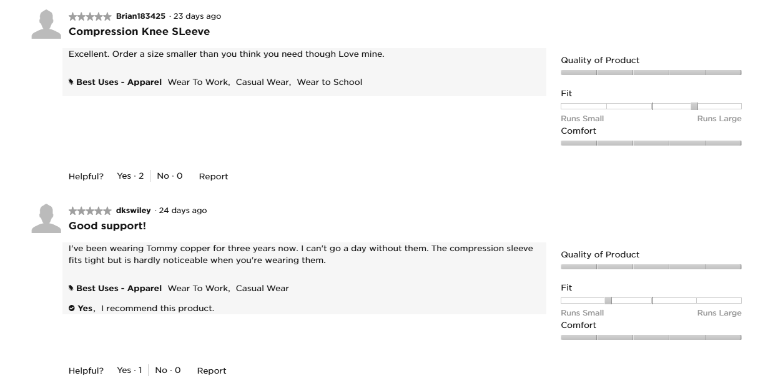 ★★★★★ Brian183425 · 23 days ago
Compression Knee SLeeve
Excellent. Order a size smaller than you think you need though Love mine.
Best Uses - Apparel Wear To Work, Casual Wear, Wear to School
Quality of Product
Fit
Runs Small Runs Large
Comfort
Helpful? Yes · 2 No · 0 Report
★★★★★ dkswiley · 24 days ago
Good support!
I've been wearing Tommy copper for three years now. I can't go a day without them. The compression sleeve
fits tight but is hardly noticeable when you're wearing them.
Best Uses - Apparel Wear To Work, Casual Wear
Yes, I recommend this product.
Quality of Product
Fit
Runs Small Runs Large
Comfort
Helpful? Yes · 1 No · 0 Report